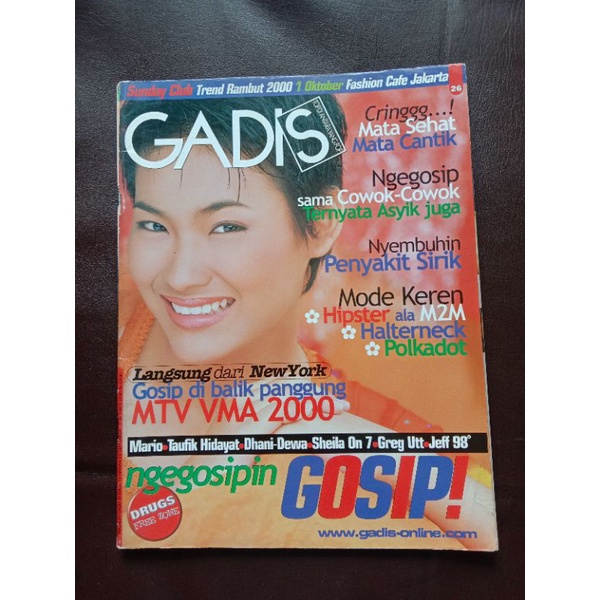 Sunday Club Trend Rambut 2000 1 Oktober Fashion Cafe Jakarta
26
GADIS
Cringgg...!
Mata Sehat
Mata Cantik
Ngegosip
sama Cowok-Cowok
Ternyata Asyik juga
Nyembuhin
Penyakit Sirik
Mode Keren
Hipster ala M2M
Halterneck
Polkadot
Langsung dari NewYork
Gosip di balik panggung
MTV VMA 2000
Mario•Taufik Hidayat•Dhani-Dewa•Sheila On 7•Greg Utt•Jeff 98°
ngegosipin
GOSIP!
DRUGS
FREE ZONE
www.gadis-online.com